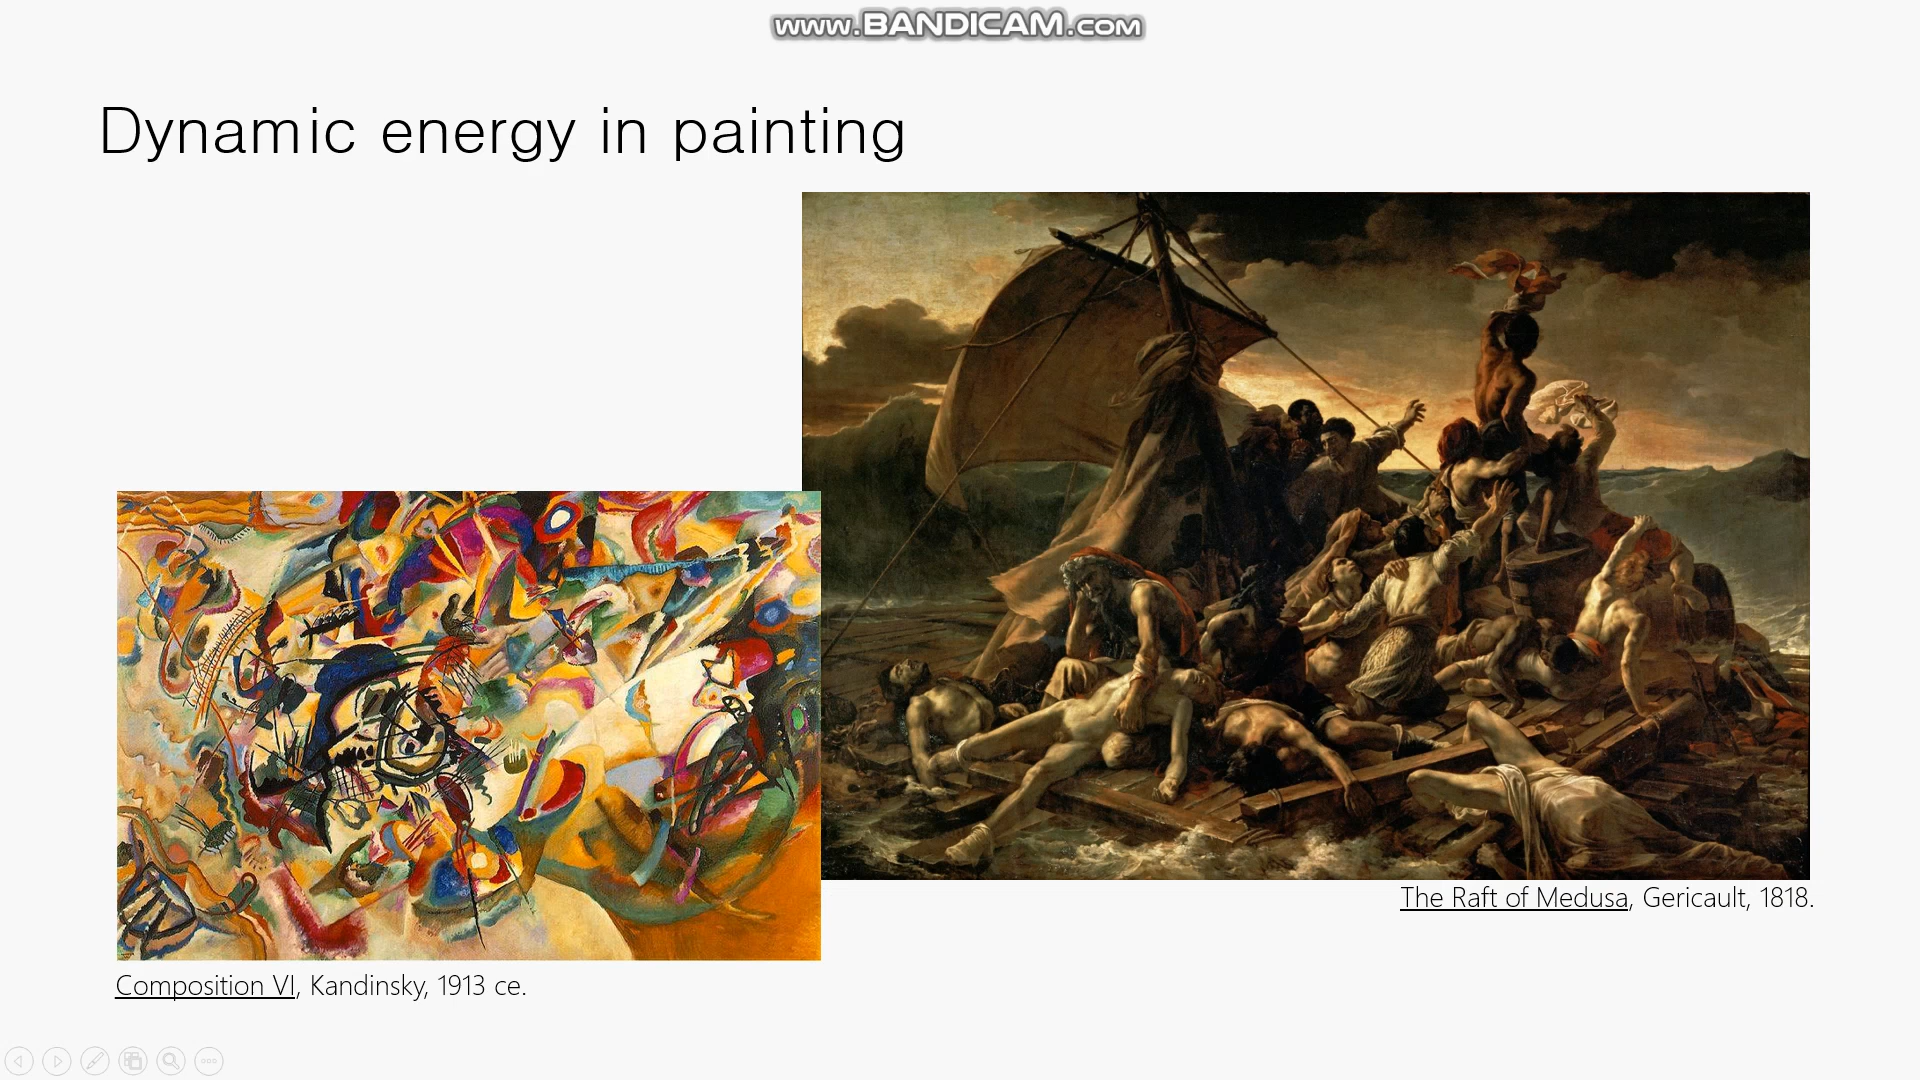 www.BANDICAM.com
Dynamic energy in painting
The Raft of Medusa, Gericault, 1818.
Composition VI, Kandinsky, 1913 ce.